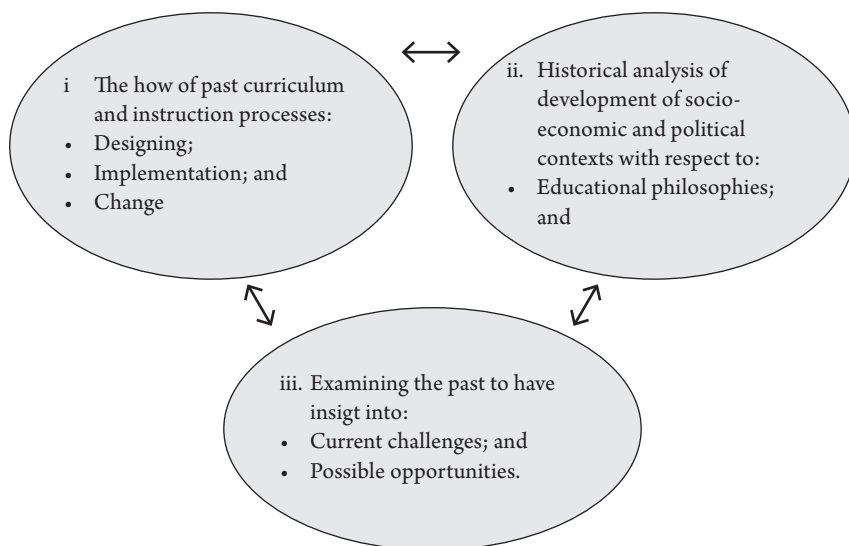 i The how of past curriculum
and instruction processes:
• Designing;
• Implementation; and
• Change
ii. Historical analysis of
development of socio-
economic and political
contexts with respect to:
• Educational philosophies;
and
iii. Examining the past to have
insigt into:
• Current challenges; and
• Possible opportunities.